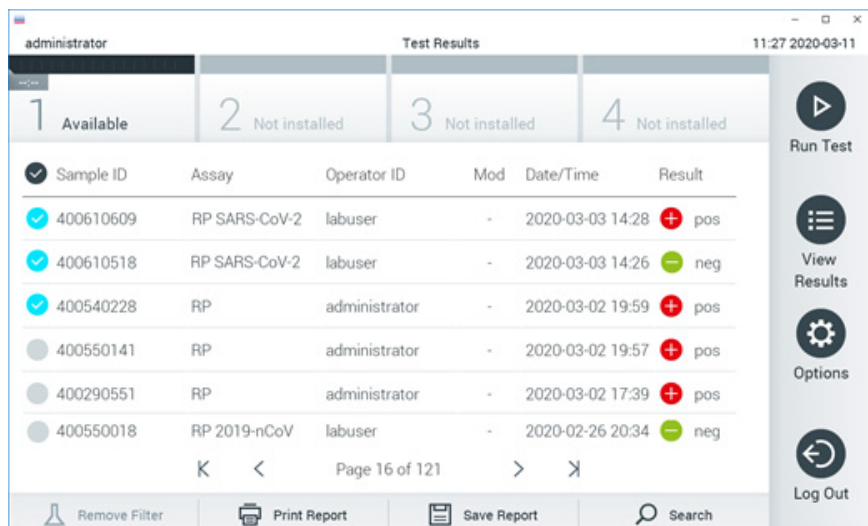 administrator Test Results 11:27 2020-03-11
--:--
1 Available 2 Not installed 3 Not installed 4 Not installed
Run Test
Sample ID Assay Operator ID Mod Date/Time Result
400610609 RP SARS-CoV-2 labuser - 2020-03-03 14:28 pos
400610518 RP SARS-CoV-2 labuser - 2020-03-03 14:26 neg
400540228 RP administrator - 2020-03-02 19:59 pos
400550141 RP administrator - 2020-03-02 19:57 pos
400290551 RP administrator - 2020-03-02 17:39 pos
400550018 RP 2019-nCoV labuser - 2020-02-26 20:34 neg
Page 16 of 121
View
Results
Options
Log Out
Remove Filter Print Report Save Report Search